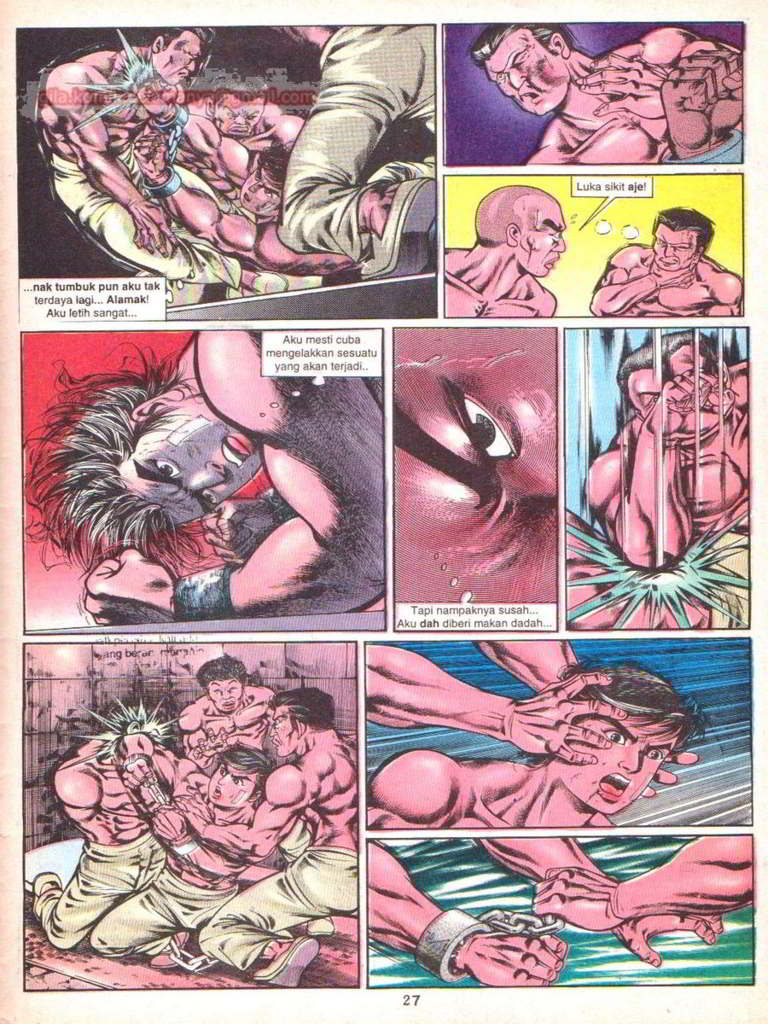 ...nak tumbuk pun aku tak
terdaya lagi... Alamak!
Aku letih sangat...
Luka sikit aje!
Aku mesti cuba
mengelakkan sesuatu
yang akan terjadi..
Tapi nampaknya susah...
Aku dah diberi makan dadah...
yang
27